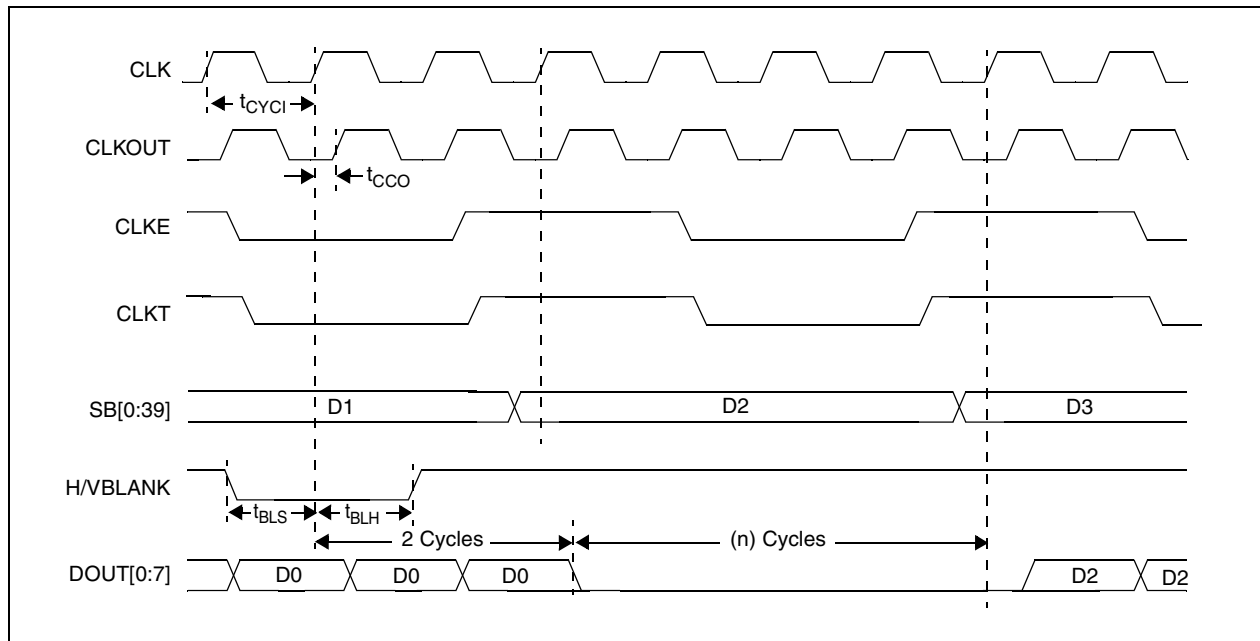 CLK
tCYCI
CLKOUT
tCCO
CLKE
CLKT
SB[0:39] D1 D2 D3
H/VBLANK
tBLS tBLH
2 Cycles (n) Cycles
DOUT[0:7] D0 D0 D0 D2 D2